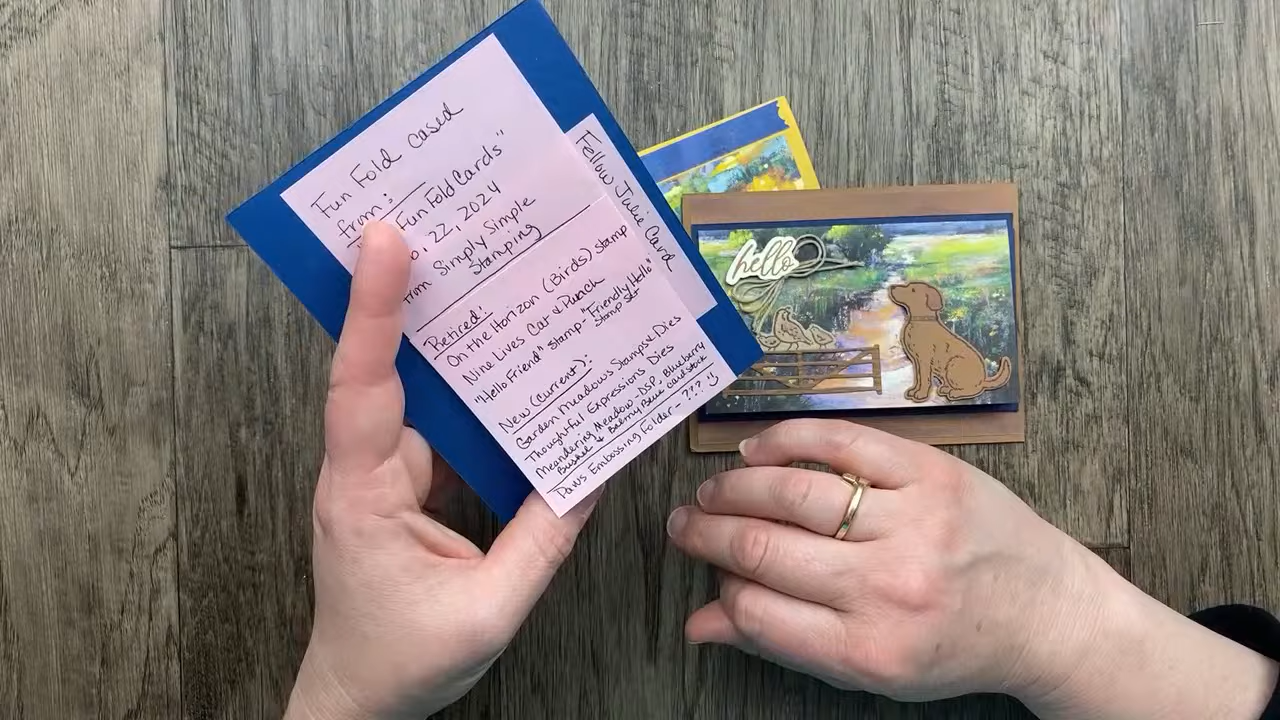 Fun Fold Cased
from:
Fun Fold Cards"
22, 2024
from Simply Simple
Stamping
Retired:
On the Horizon (Birds) Stamp
Nine Lives Cat & Punch
"Hello Friend" Stamp - "Friendly Hello"
Stamp Set
New (Current):
Garden Meadows Stamps & Dies
Thoughtful Expressions Dies
Meandering Meadow - DSP, Blueberry
Bushel & Balmy Blue cardstock
Paws Embossing Folder - ???
Fellow Julie Card
hello